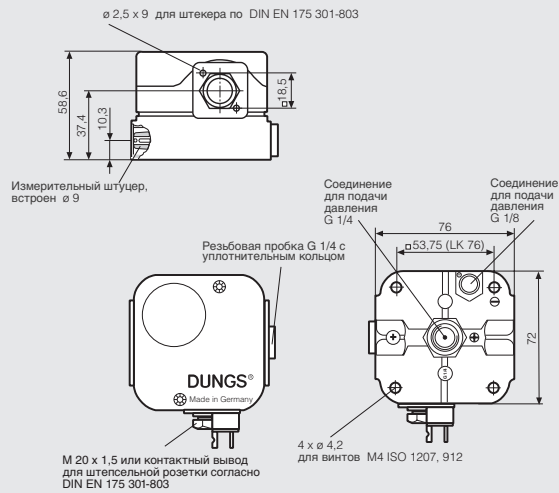 ø 2,5 x 9 для штекера по DIN EN 175 301-803
58,6
37,4
10,3
□18,5
Измерительный штуцер,
встроен ø 9
Соединение
для подачи
давления
G 1/4
Соединение
для подачи
давления
G 1/8
76
□53,75 (LK 76)
Резьбовая пробка G 1/4 с
уплотнительным кольцом
72
DUNGS®
Made in Germany
4 x ø 4,2
для винтов M4 ISO 1207, 912
M 20 x 1,5 или контактный вывод
для штепсельной розетки согласно
DIN EN 175 301-803